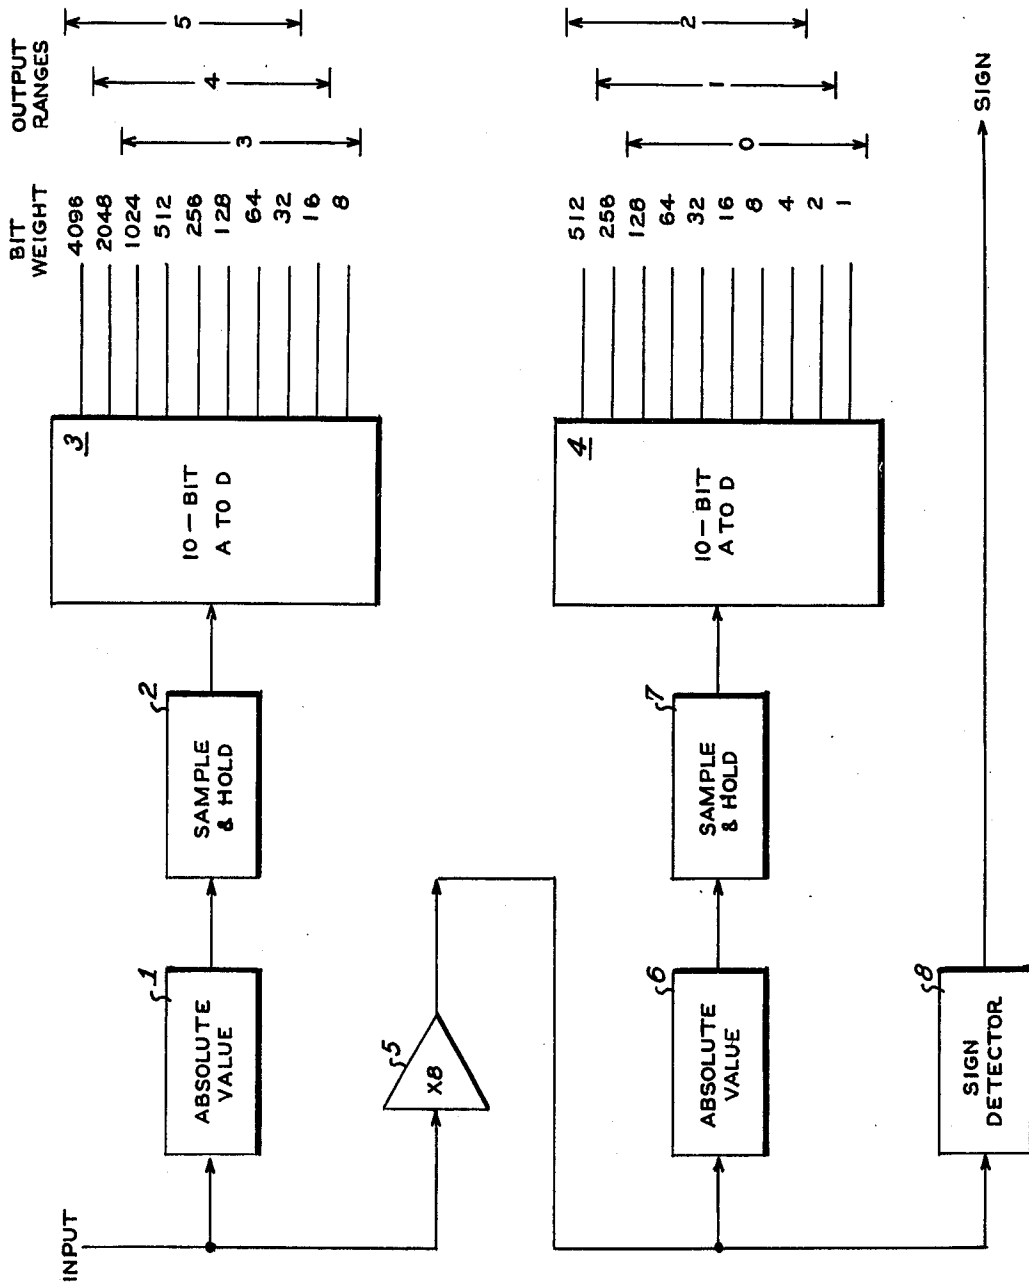 INPUT
ABSOLUTE
VALUE
1
SAMPLE
& HOLD
2
10-BIT
A TO D
3
BIT
WEIGHT
4096
2048
1024
512
256
128
64
32
16
8
OUTPUT
RANGES
3
4
5
X8
5
ABSOLUTE
VALUE
6
SAMPLE
& HOLD
7
10-BIT
A TO D
4
512
256
128
64
32
16
8
4
2
1
0
1
2
SIGN
DETECTOR
8
SIGN